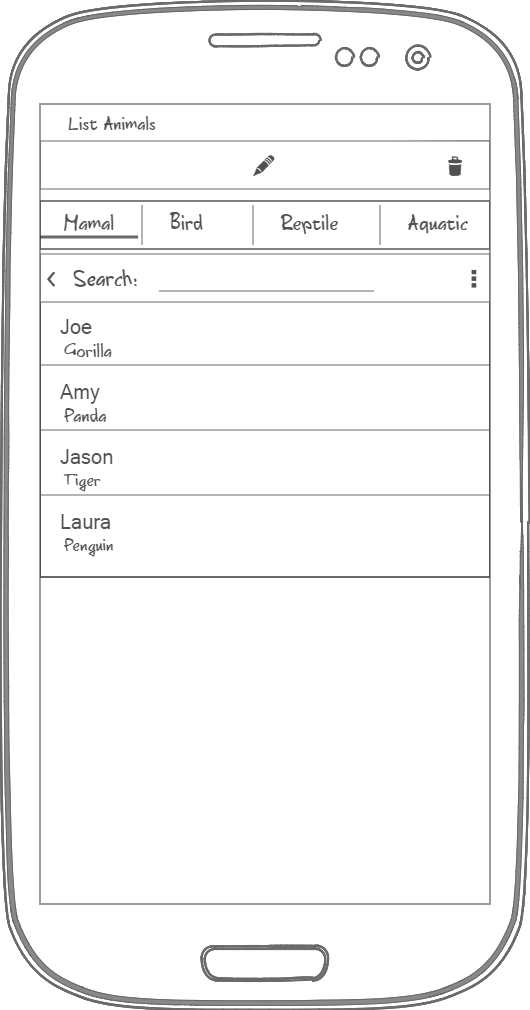 List Animals
Mamal Bird Reptile Aquatic
Search:
Joe
Gorilla
Amy
Panda
Jason
Tiger
Laura
Penguin